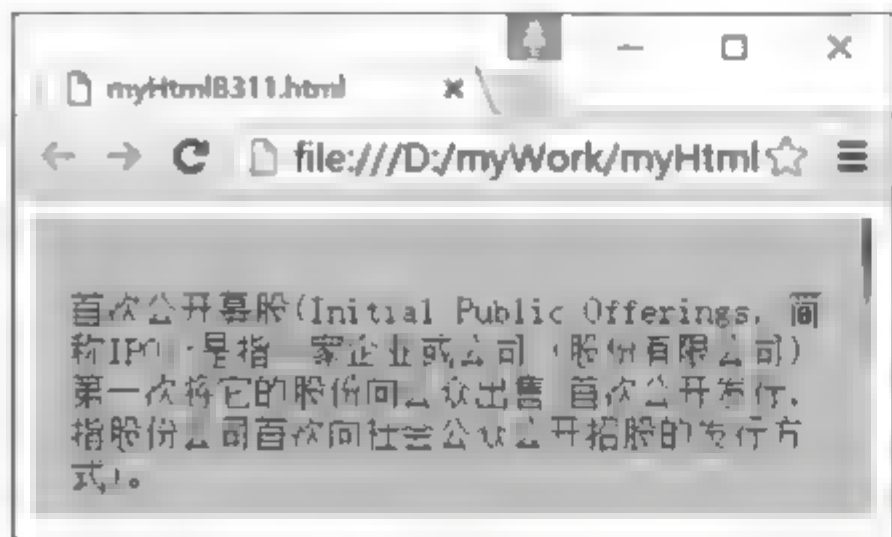 myHtml8311.html
file:///D:/myWork/myHtml
首次公开募股(Initial Public Offerings, 简
称IPO):是指一家企业或公司 (股份有限公司)
第一次将它的股份向公众出售(首次公开发行,
指股份公司首次向社会公众公开招股的发行方
式)。